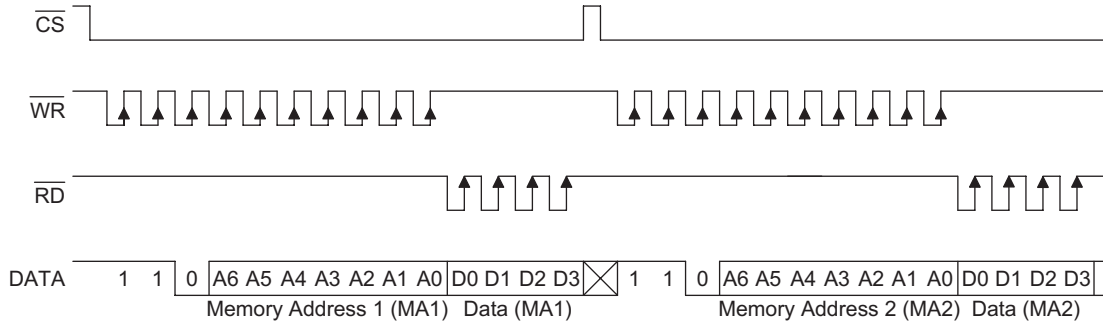 CS
WR
RD
DATA 1 1 0 A6 A5 A4 A3 A2 A1 A0 D0 D1 D2 D3 1 1 0 A6 A5 A4 A3 A2 A1 A0 D0 D1 D2 D3
Memory Address 1 (MA1) Data (MA1) Memory Address 2 (MA2) Data (MA2)